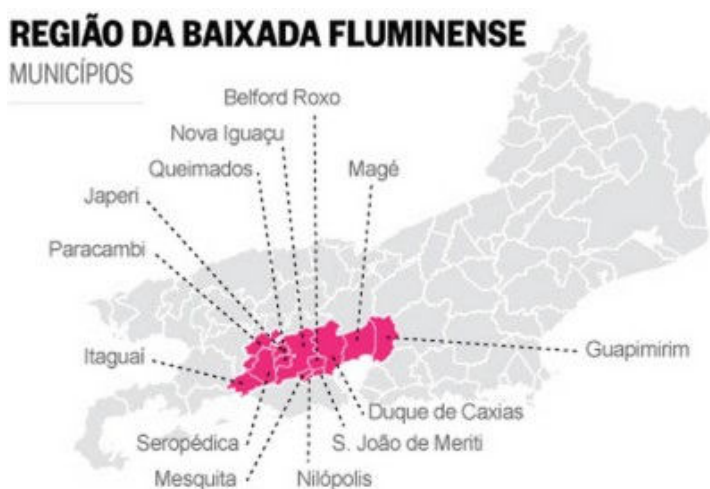 REGIÃO DA BAIXADA FLUMINENSE
MUNICÍPIOS
Belford Roxo
Nova Iguaçu
Queimados
Magé
Japeri
Paracambi
Itaguaí
Guapimirim
Duque de Caxias
Seropédica
S. João de Meriti
Mesquita
Nilópolis